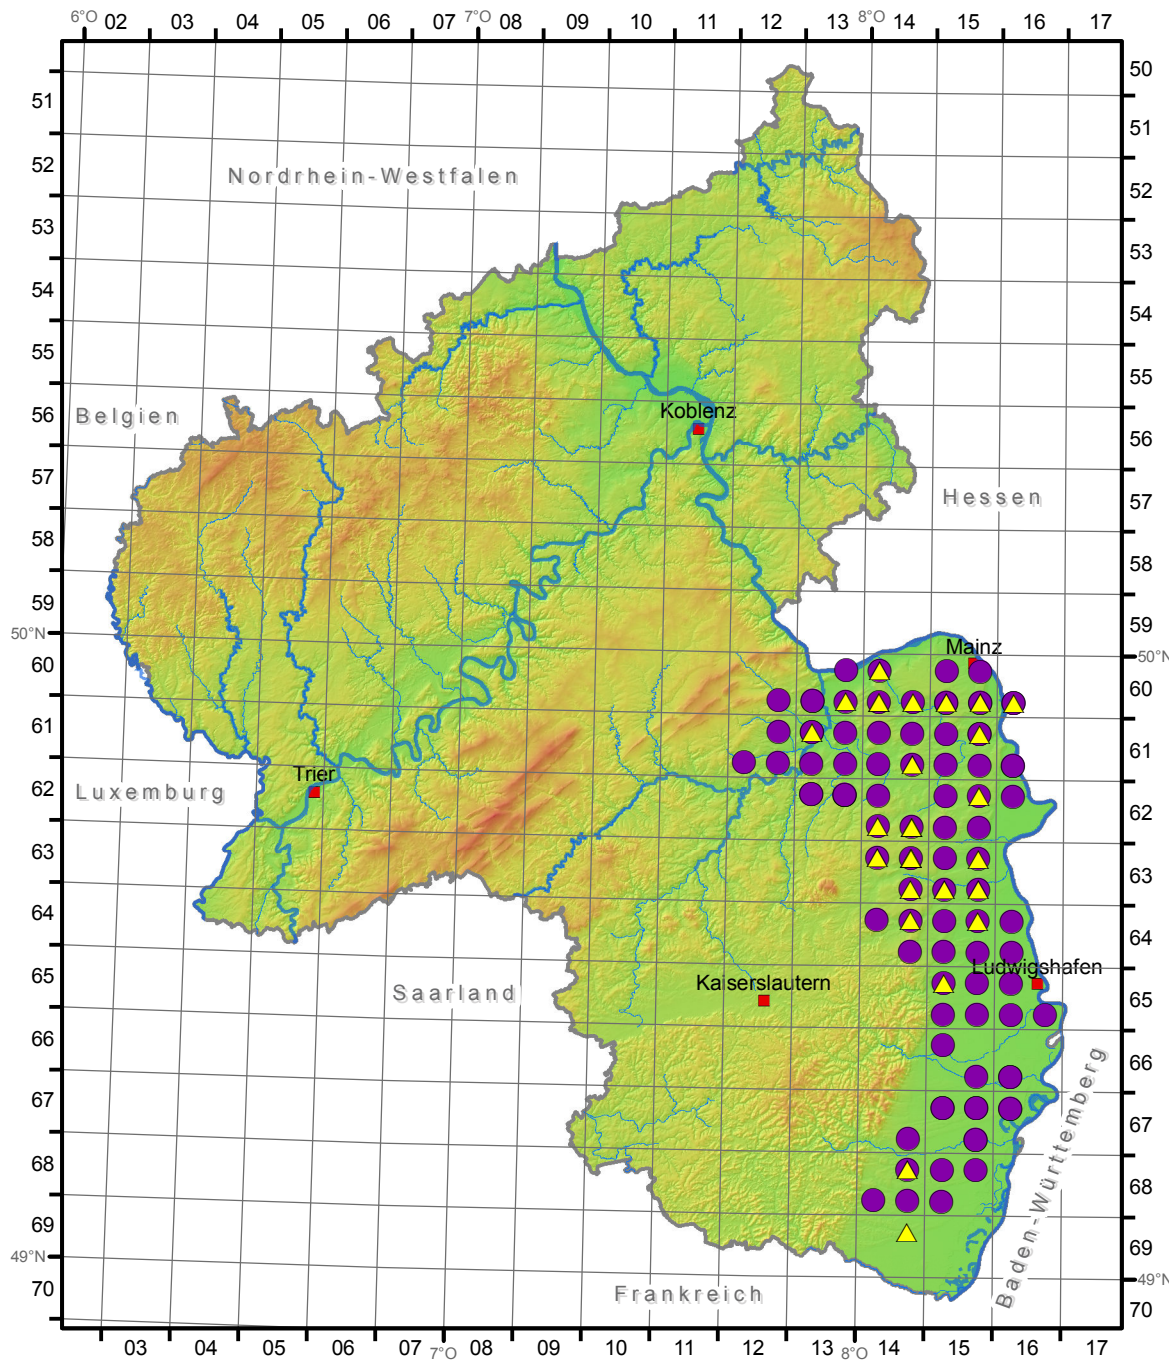 6°O 02 03 04 05 06 07 7°O 08 09 10 11 12 13 8°O 14 15 16 17
50
51
51
52
Nordrhein-Westfalen
52
53
53
54
54
55
55
Belgien
56
Koblenz
56
57
Hessen
57
58
58
59
59
50°N
Mainz
50°N
60
60
61
61
Trier
62
Luxemburg
62
63
63
64
64
Ludwigshafen
Kaiserslautern
65
Saarland
65
66
66
67
67
68
68
69
69
Baden-Württemberg
49°N
49°N
70
Frankreich
70
03 04 05 06 07 7°O 08 09 10 11 12 13 8°O 14 15 16 17